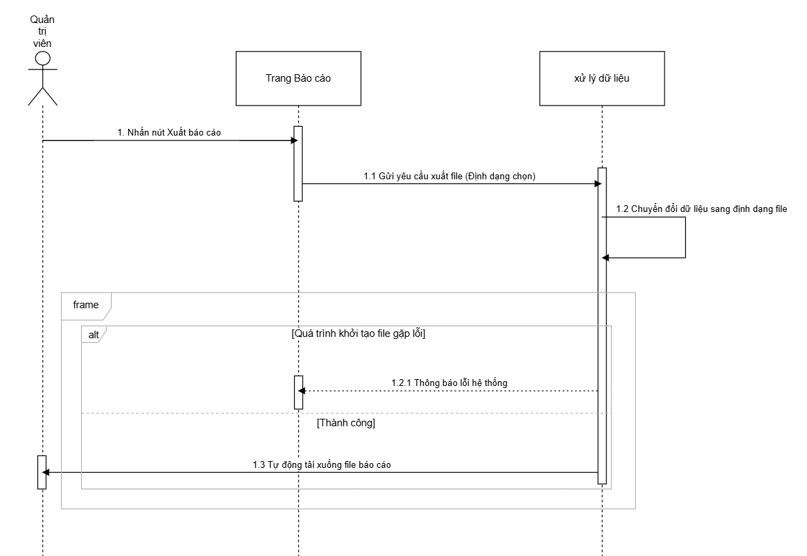 Quản
trị
viên
Trang Báo cáo
xử lý dữ liệu
1. Nhấn nút Xuất báo cáo
1.1 Gửi yêu cầu xuất file (Định dạng chọn)
1.2 Chuyển đổi dữ liệu sang định dạng file
frame
alt
[Quá trình khởi tạo file gặp lỗi]
1.2.1 Thông báo lỗi hệ thống
[Thành công]
1.3 Tự động tải xuống file báo cáo